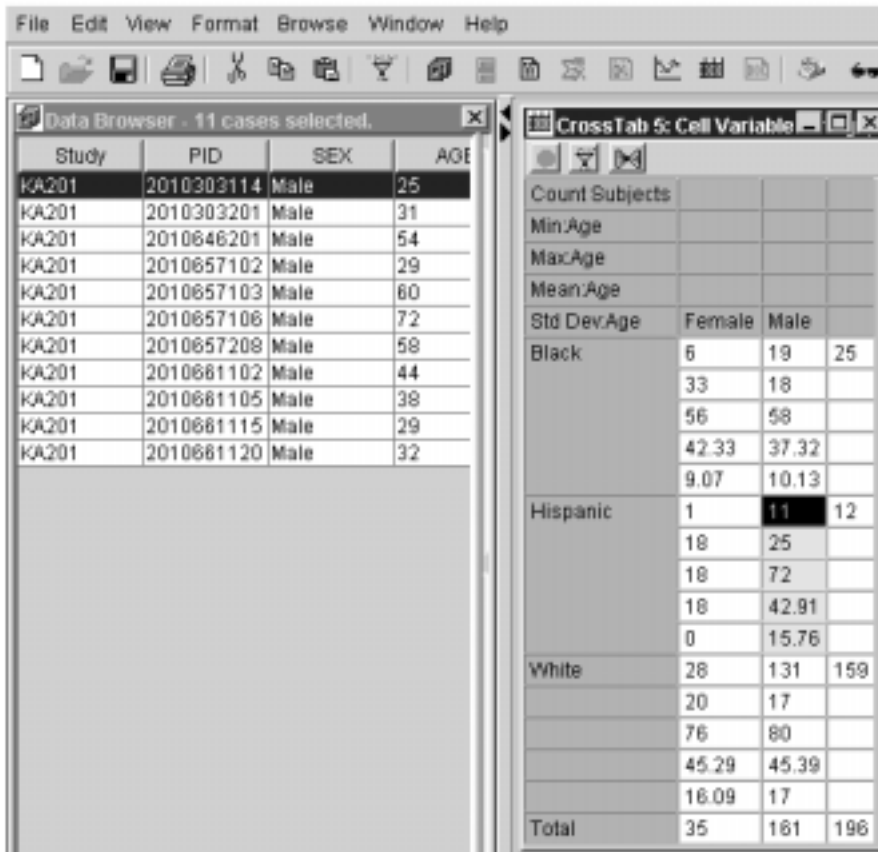 File Edit View Format Browse Window Help
Data Browser - 11 cases selected.
Study PID SEX AGE
KA201 2010303114 Male 25
KA201 2010303201 Male 31
KA201 2010646201 Male 54
KA201 2010657102 Male 29
KA201 2010657103 Male 60
KA201 2010657106 Male 72
KA201 2010657208 Male 58
KA201 2010661102 Male 44
KA201 2010661105 Male 38
KA201 2010661115 Male 29
KA201 2010661120 Male 32
CrossTab 5: Cell Variable
Count Subjects
Min:Age
Max:Age
Mean:Age
Std Dev:Age Female Male
Black 6 19 25
33 18
56 58
42.33 37.32
9.07 10.13
Hispanic 1 11 12
18 25
18 72
18 42.91
0 15.76
White 28 131 159
20 17
76 80
45.29 45.39
16.09 17
Total 35 161 196